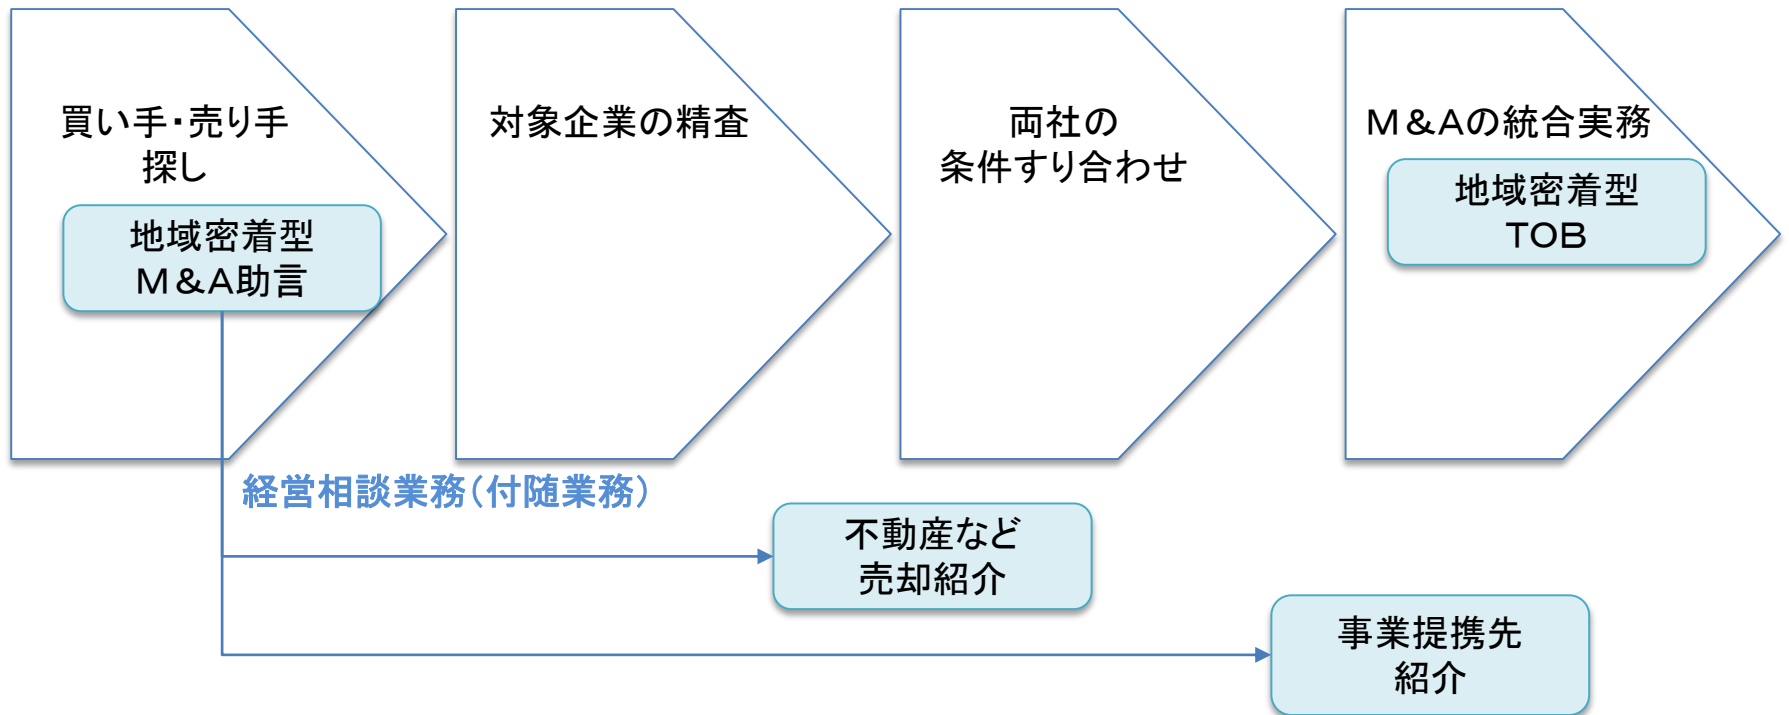 買い手・売り手
探し
地域密着型
M&A助言
対象企業の精査
両社の
条件すり合わせ
M&Aの統合実務
地域密着型
TOB
経営相談業務(付随業務)
不動産など
売却紹介
事業提携先
紹介